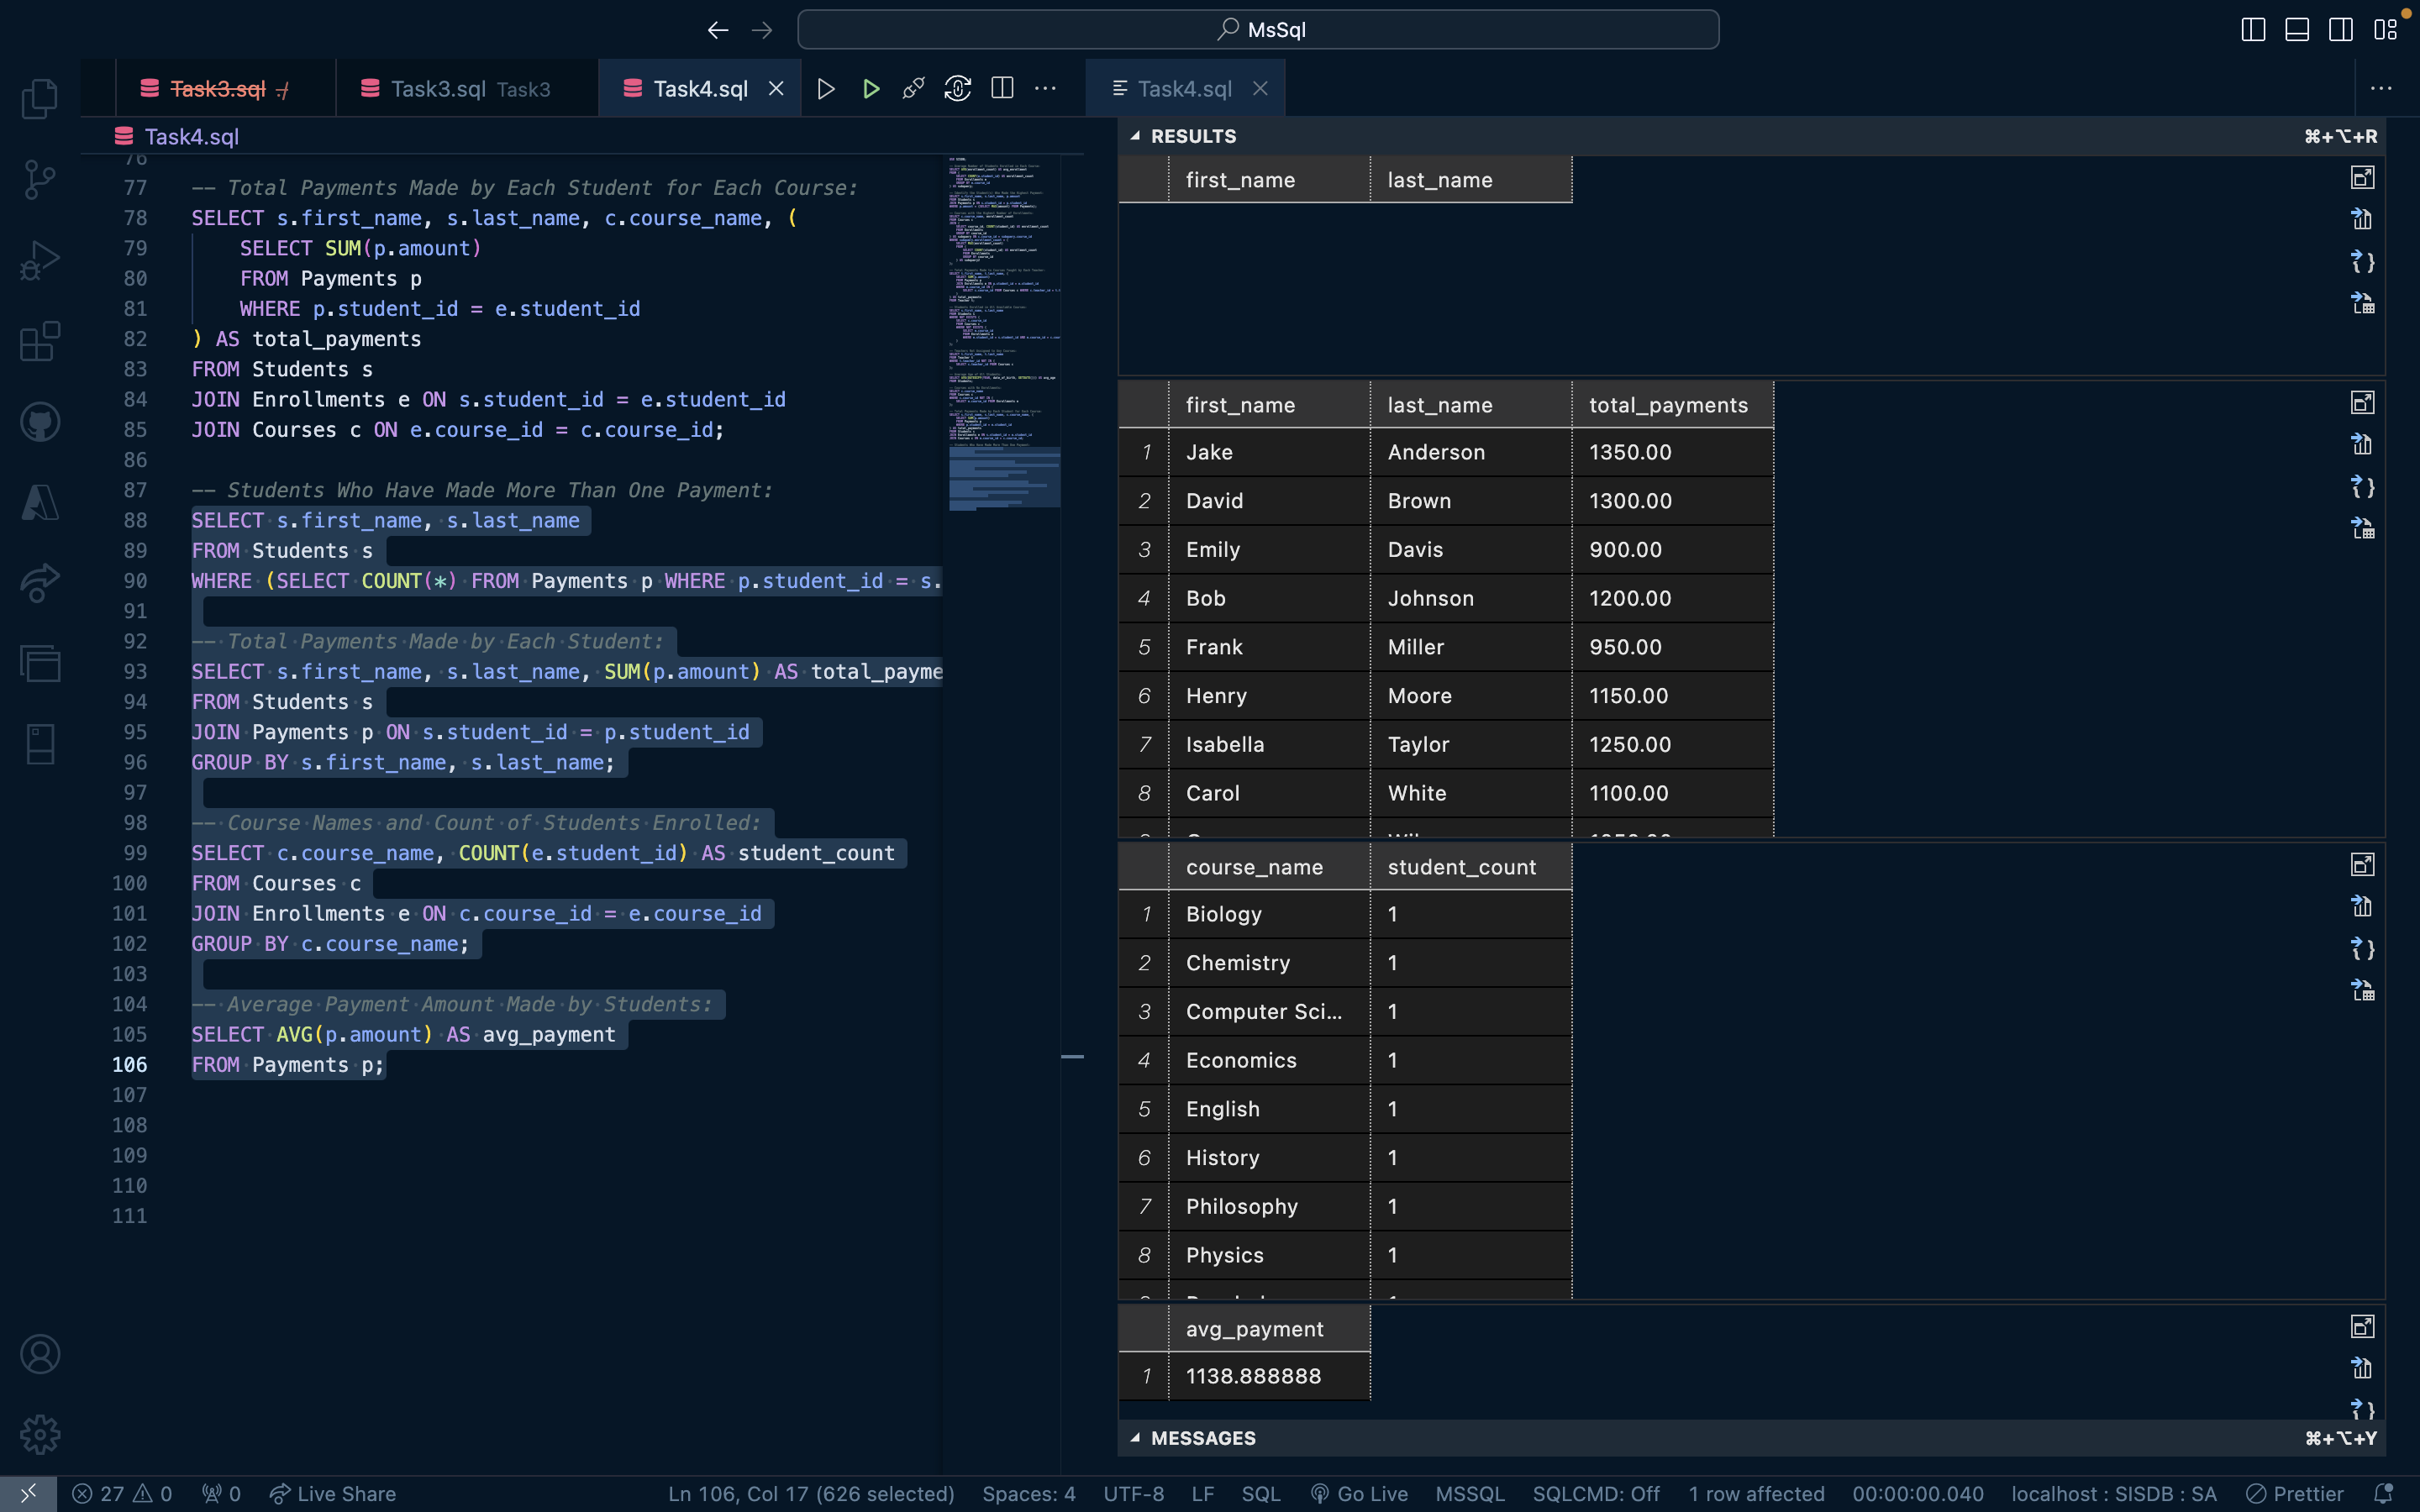 MsSql
Task3.sql ./
Task3.sql Task3
Task4.sql
Task4.sql
Task4.sql
76
77 -- Total Payments Made by Each Student for Each Course:
78 SELECT s.first_name, s.last_name, c.course_name, (
79 SELECT SUM(p.amount)
80 FROM Payments p
81 WHERE p.student_id = e.student_id
82 ) AS total_payments
83 FROM Students s
84 JOIN Enrollments e ON s.student_id = e.student_id
85 JOIN Courses c ON e.course_id = c.course_id;
86
87 -- Students Who Have Made More Than One Payment:
88 SELECT s.first_name, s.last_name
89 FROM Students s
90 WHERE (SELECT COUNT(*) FROM Payments p WHERE p.student_id = s.
91
92 -- Total Payments Made by Each Student:
93 SELECT s.first_name, s.last_name, SUM(p.amount) AS total_payme
94 FROM Students s
95 JOIN Payments p ON s.student_id = p.student_id
96 GROUP BY s.first_name, s.last_name;
97
98 -- Course Names and Count of Students Enrolled:
99 SELECT c.course_name, COUNT(e.student_id) AS student_count
100 FROM Courses c
101 JOIN Enrollments e ON c.course_id = e.course_id
102 GROUP BY c.course_name;
103
104 -- Average Payment Amount Made by Students:
105 SELECT AVG(p.amount) AS avg_payment
106 FROM Payments p;
107
108
109
110
111
RESULTS ⌘+⌥+R
first_name last_name
first_name last_name total_payments
1 Jake Anderson 1350.00
2 David Brown 1300.00
3 Emily Davis 900.00
4 Bob Johnson 1200.00
5 Frank Miller 950.00
6 Henry Moore 1150.00
7 Isabella Taylor 1250.00
8 Carol White 1100.00
course_name student_count
1 Biology 1
2 Chemistry 1
3 Computer Sci... 1
4 Economics 1
5 English 1
6 History 1
7 Philosophy 1
8 Physics 1
avg_payment
1 1138.888888
MESSAGES ⌘+⌥+Y
27 0 0 Live Share Ln 106, Col 17 (626 selected) Spaces: 4 UTF-8 LF SQL Go Live MSSQL SQLCMD: Off 1 row affected 00:00:00.040 localhost : SISDB : SA Prettier